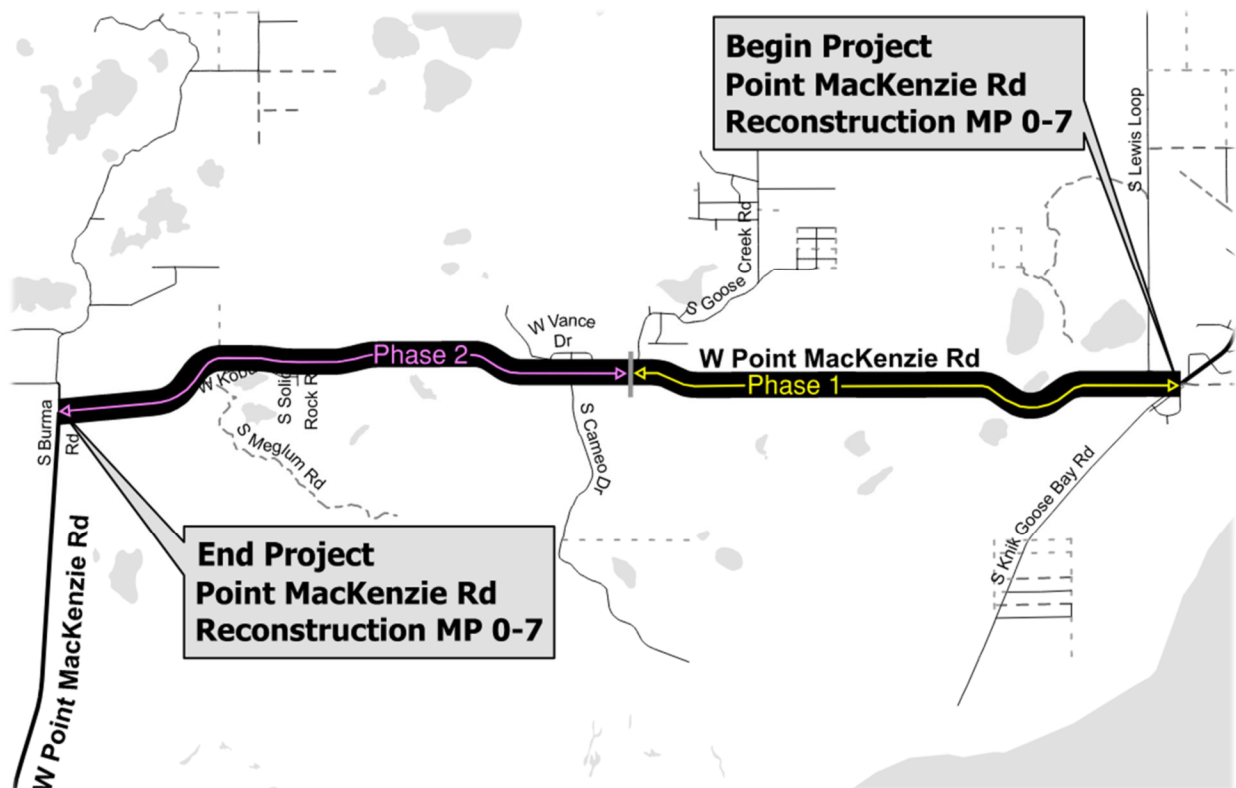 Begin Project
Point MacKenzie Rd
Reconstruction MP 0-7
S Lewis Loop
S Goose Creek Rd
W Vance
Dr
W Point MacKenzie Rd
Phase 2
Phase 1
S Solid
Rock R
S Burma
Rd
S Meglum Rd
S Cameo Dr
S Knik Goose Bay Rd
End Project
Point MacKenzie Rd
Reconstruction MP 0-7
W Point MacKenzie Rd